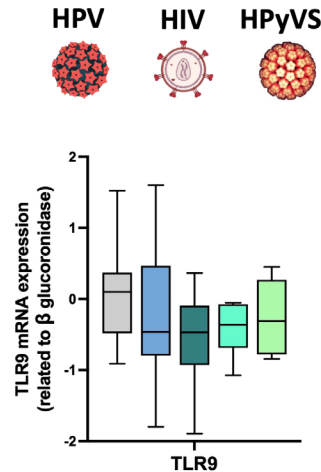 HPV HIV HPyVS
TLR9 mRNA expression
(related to β glucoronidase)
2
1
0
-1
-2
TLR9